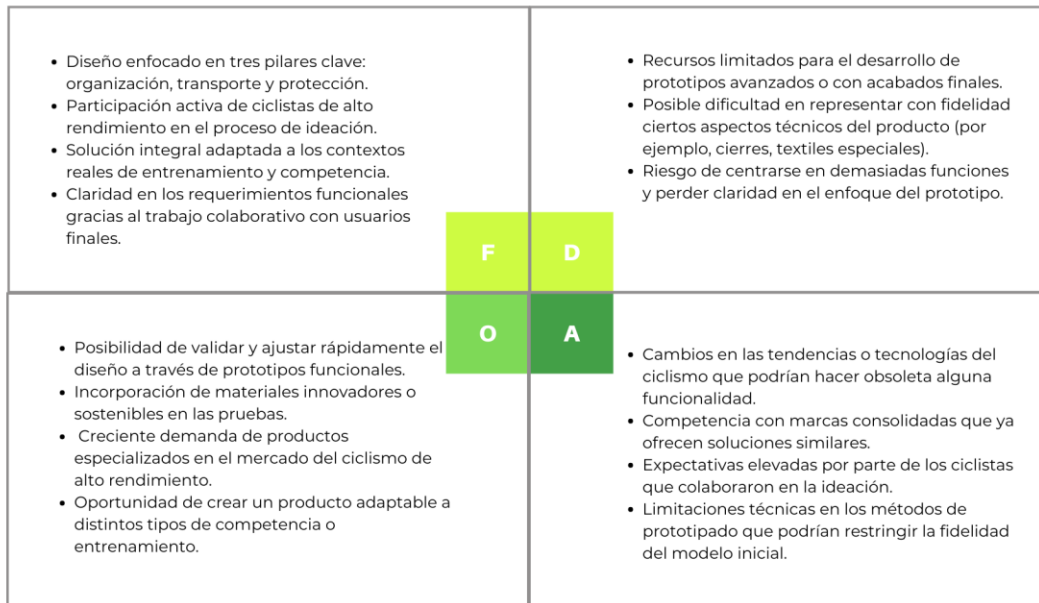 • Diseño enfocado en tres pilares clave:
organización, transporte y protección.
• Participación activa de ciclistas de alto
rendimiento en el proceso de ideación.
• Solución integral adaptada a los contextos
reales de entrenamiento y competencia.
• Claridad en los requerimientos funcionales
gracias al trabajo colaborativo con usuarios
finales.
• Recursos limitados para el desarrollo de
prototipos avanzados o con acabados finales.
• Posible dificultad en representar con fidelidad
ciertos aspectos técnicos del producto (por
ejemplo, cierres, textiles especiales).
• Riesgo de centrarse en demasiadas funciones
y perder claridad en el enfoque del prototipo.
F
D
O
A
• Posibilidad de validar y ajustar rápidamente el
diseño a través de prototipos funcionales.
• Incorporación de materiales innovadores o
sostenibles en las pruebas.
• Creciente demanda de productos
especializados en el mercado del ciclismo de
alto rendimiento.
• Oportunidad de crear un producto adaptable a
distintos tipos de competencia o
entrenamiento.
• Cambios en las tendencias o tecnologías del
ciclismo que podrían hacer obsoleta alguna
funcionalidad.
• Competencia con marcas consolidadas que ya
ofrecen soluciones similares.
• Expectativas elevadas por parte de los ciclistas
que colaboraron en la ideación.
• Limitaciones técnicas en los métodos de
prototipado que podrían restringir la fidelidad
del modelo inicial.